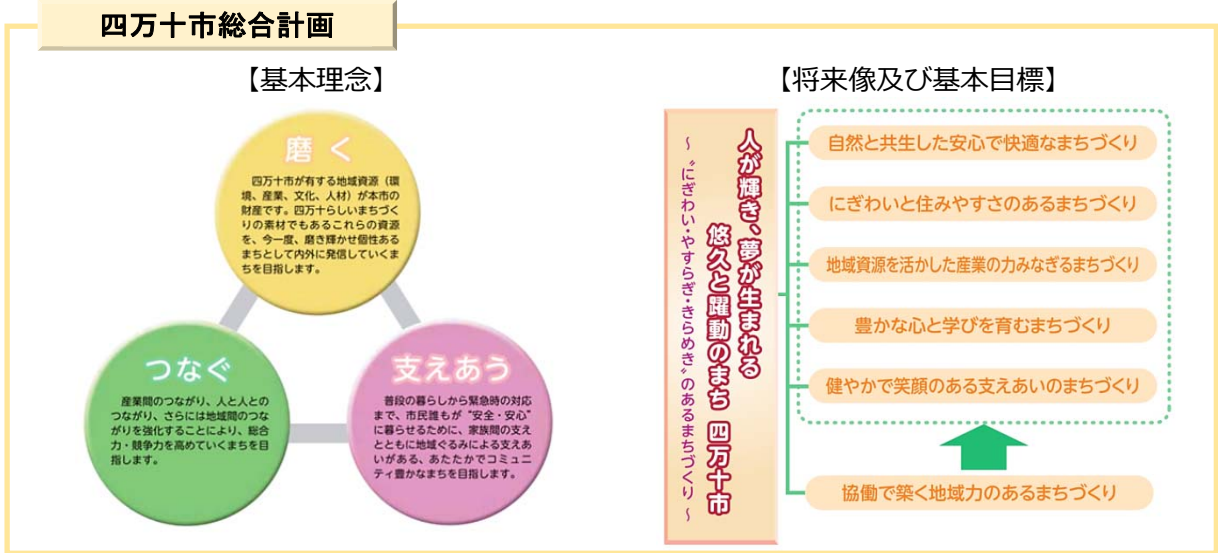 四万十市総合計画
【基本理念】
磨く
四万十市が有する地域資源（環
境、産業、文化、人材）が本市の
財産です。四万十らしいまちづく
りの素材でもあるこれらの資源
を、今一度、磨き輝かせ個性ある
まちとして内外に発信していくま
ちを目指します。
つなぐ
産業間のつながり、人と人との
つながり、さらには地域間のつな
がりを強化することにより、総合
力・競争力を高めていくまちを目
指します。
支えあう
普段の暮らしから緊急時の対応
まで、市民誰もが“安全・安心”
に暮らせるために、家族間の支え
とともに地域ぐるみによる支えあ
いがある、あたたかでコミュニ
ティ豊かなまちを目指します。
【将来像及び基本目標】
人が輝き、夢が生まれる
悠久と躍動のまち 四万十市
～“にぎわい・やすらぎ・きらめき”のあるまちづくり～
自然と共生した安心で快適なまちづくり
にぎわいと住みやすさのあるまちづくり
地域資源を活かした産業の力みなぎるまちづくり
豊かな心と学びを育むまちづくり
健やかで笑顔のある支えあいのまちづくり
協働で築く地域力のあるまちづくり